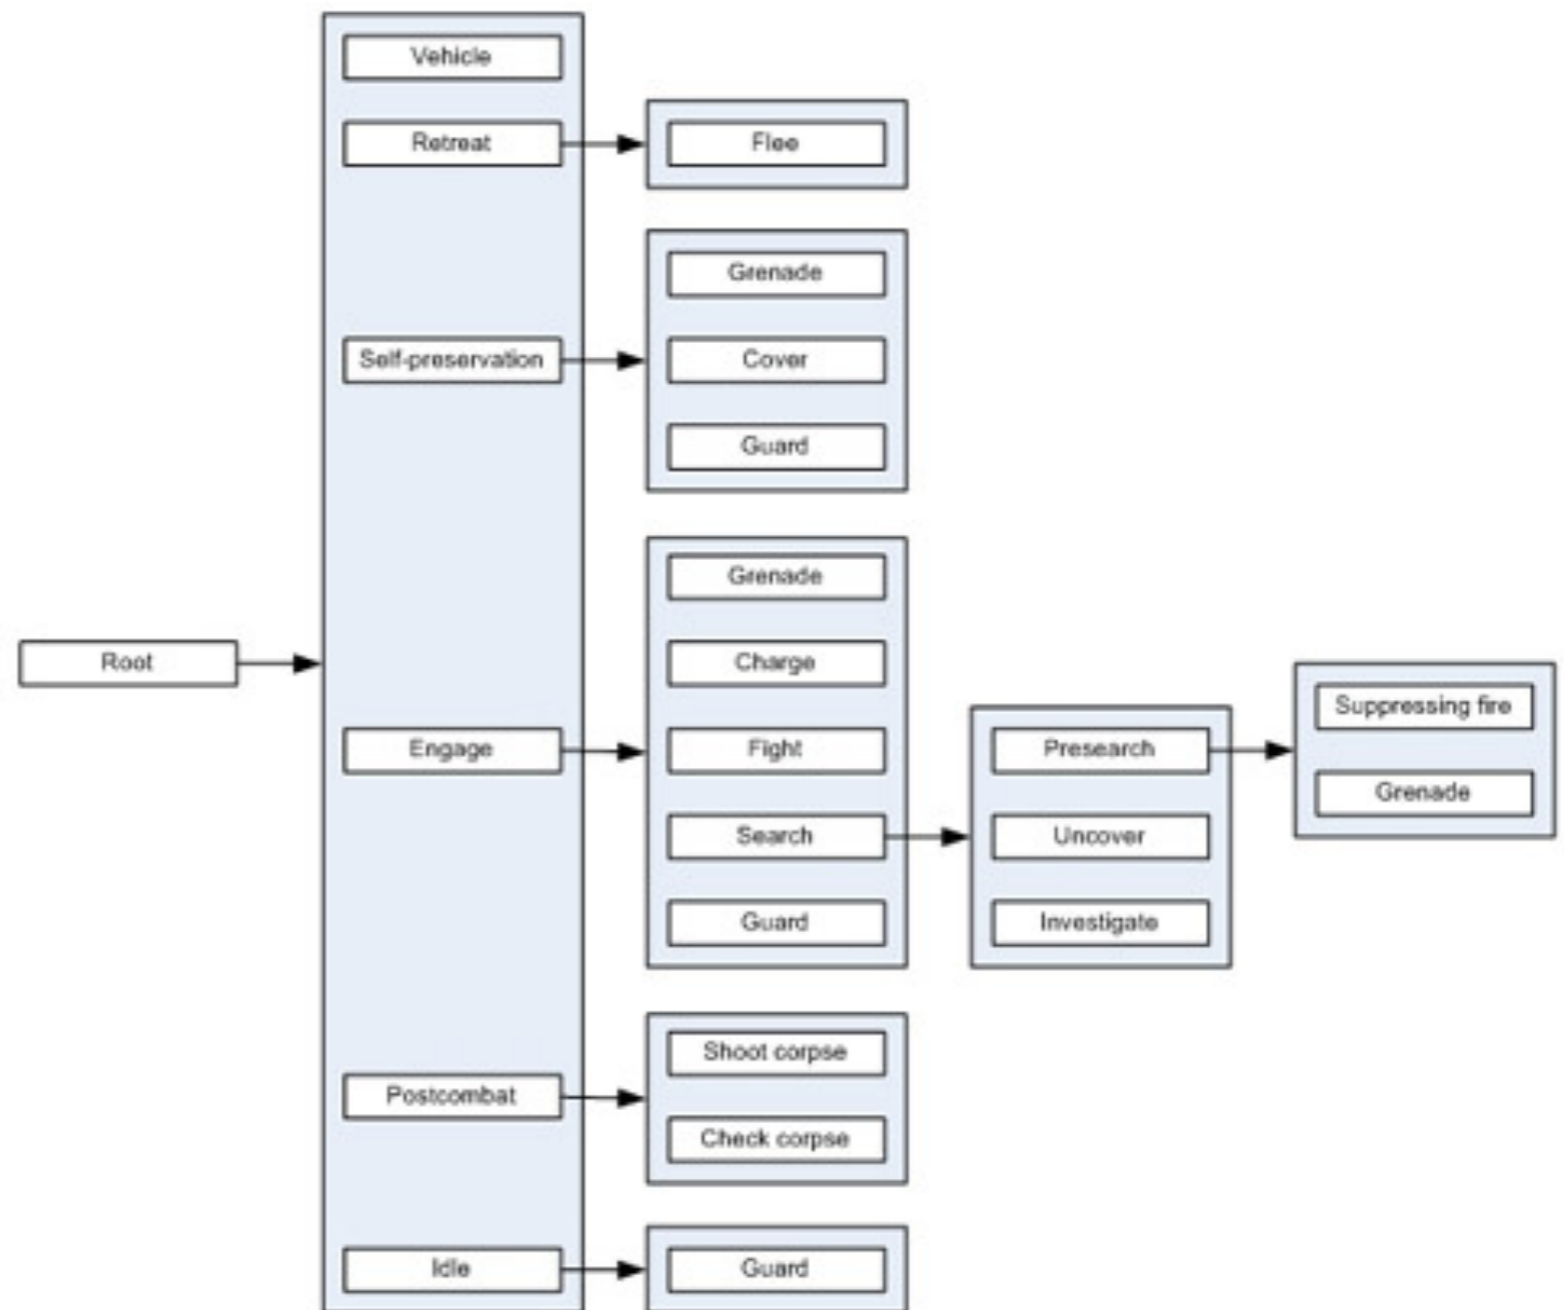 Root
Vehicle
Retreat
Self-preservation
Engage
Postcombat
Idle
Flee
Grenade
Cover
Guard
Grenade
Charge
Fight
Search
Guard
Shoot corpse
Check corpse
Guard
Presearch
Uncover
Investigate
Suppressing fire
Grenade